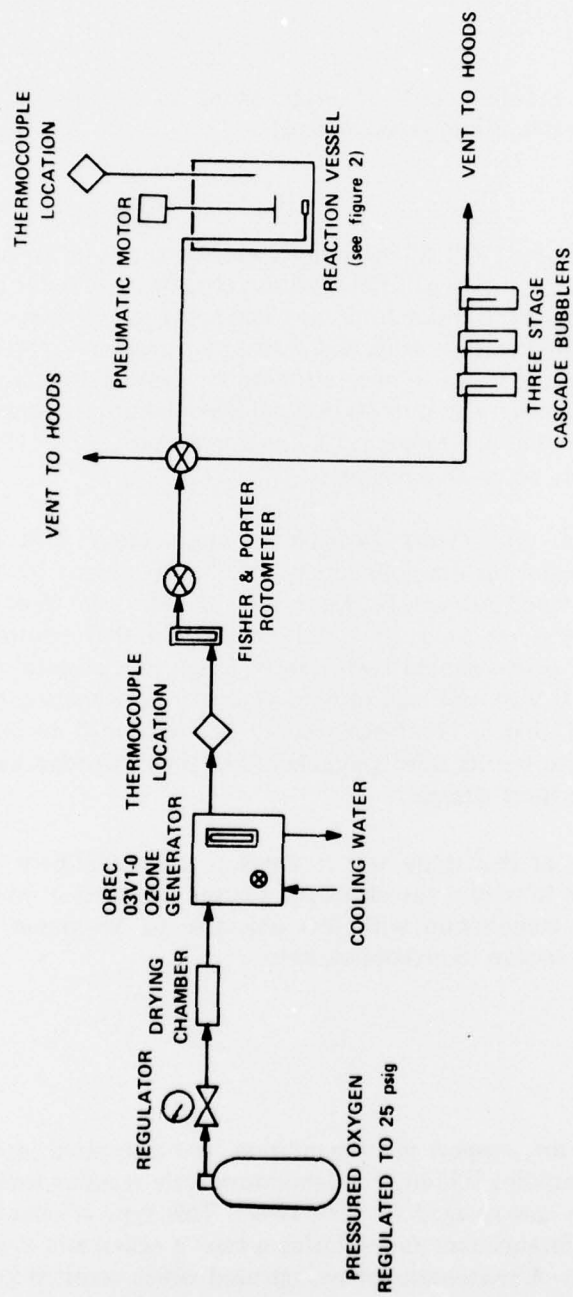 PRESSURED OXYGEN
REGULATED TO 25 psig
REGULATOR
DRYING
CHAMBER
OREC
03V1-0
OZONE
GENERATOR
COOLING WATER
THERMOCOUPLE
LOCATION
FISHER & PORTER
ROTOMETER
VENT TO HOODS
PNEUMATIC MOTOR
THERMOCOUPLE
LOCATION
REACTION VESSEL
(see figure 2)
THREE STAGE
CASCADE BUBBLERS
VENT TO HOODS